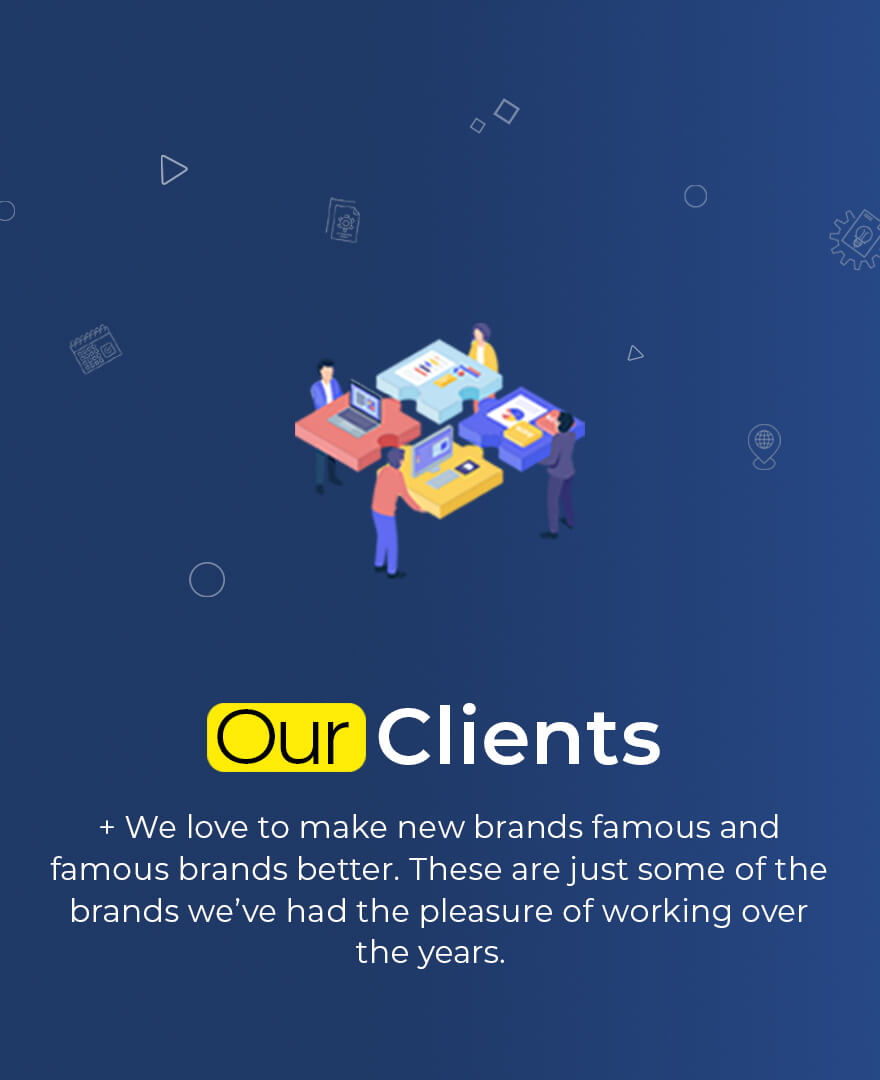 Our Clients
+ We love to make new brands famous and
famous brands better. These are just some of the
brands we’ve had the pleasure of working over
the years.